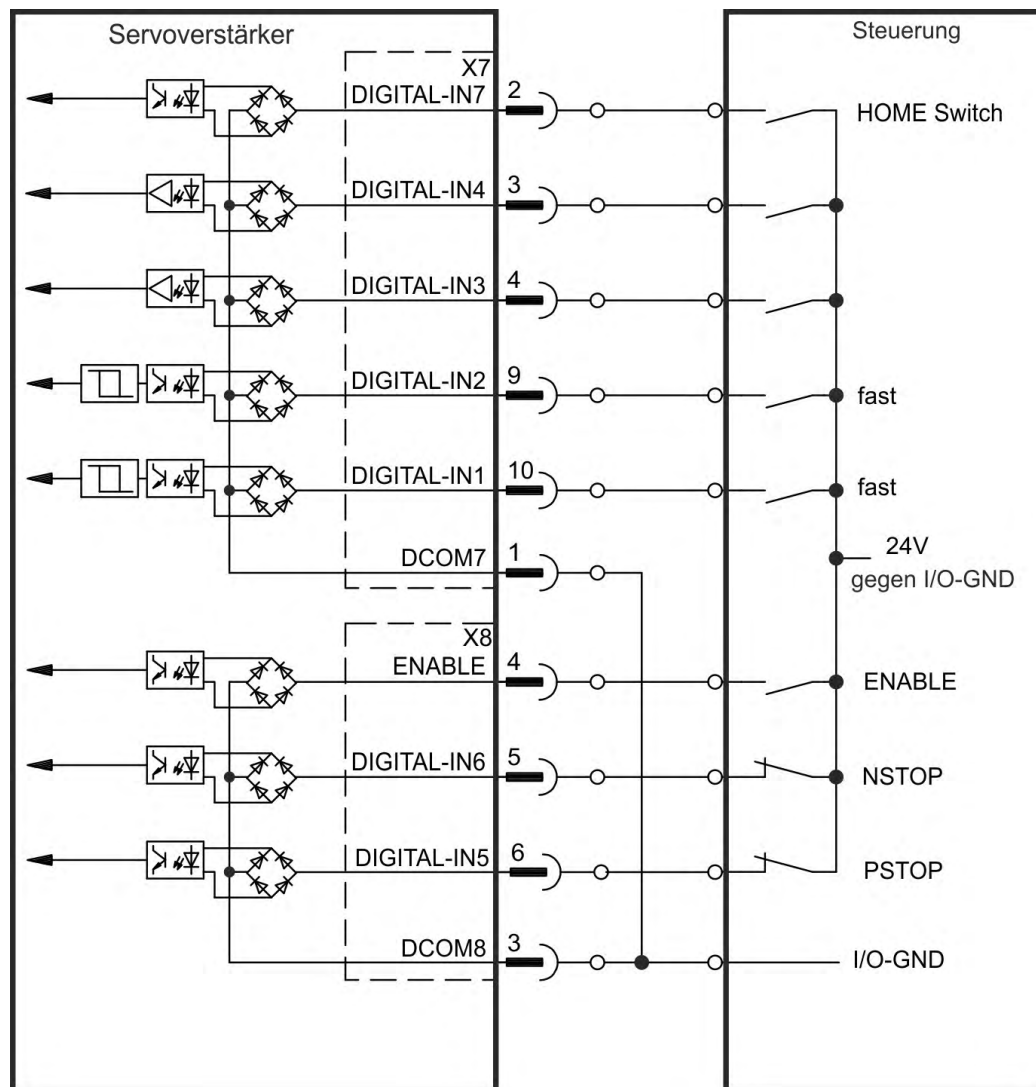 Servoverstärker
Steuerung
X7
DIGITAL-IN7 2 HOME Switch
DIGITAL-IN4 3
DIGITAL-IN3 4
DIGITAL-IN2 9 fast
DIGITAL-IN1 10 fast
24V
gegen I/O-GND
DCOM7 1
X8
ENABLE 4 ENABLE
DIGITAL-IN6 5 NSTOP
DIGITAL-IN5 6 PSTOP
DCOM8 3 I/O-GND